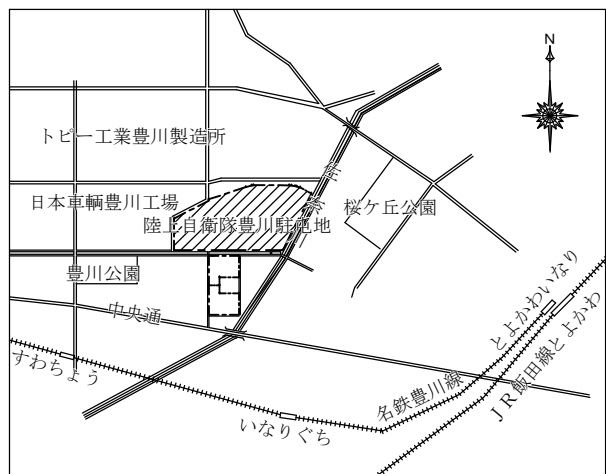 N
トピー工業豊川製造所
日本車輌豊川工場
陸上自衛隊豊川駐屯地
桜ケ丘公園
豊川公園
中央通
とよかわいなり
すわちょう
名鉄豊川線
JR飯田線とよかわ
いなりぐち